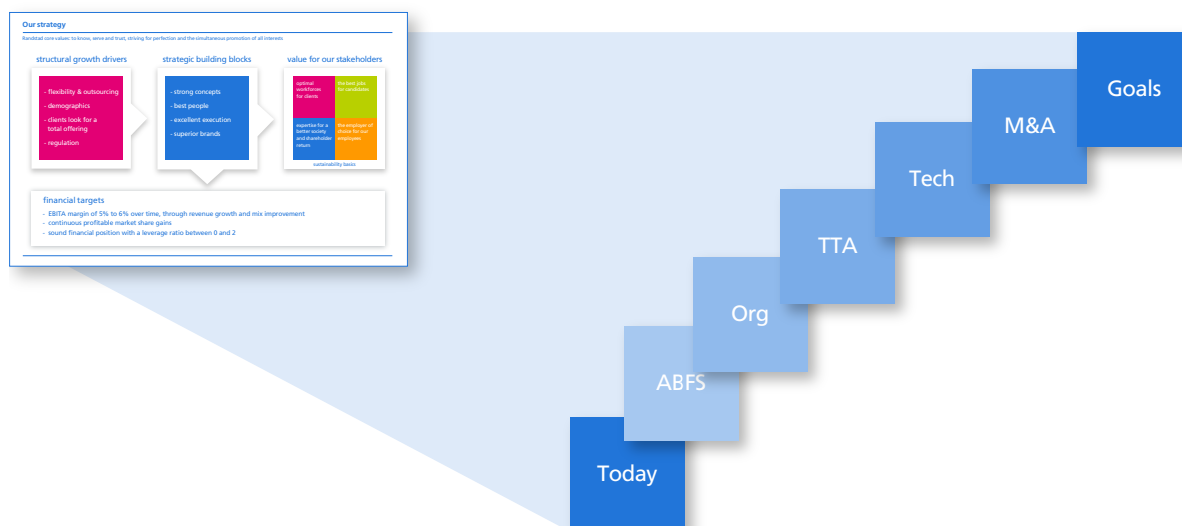 Our strategy
Randstad core values: to know, serve and trust, striving for perfection and the simultaneous promotion of all interests
structural growth drivers
- flexibility & outsourcing
- demographics
- clients look for a
total offering
- regulation
strategic building blocks
- strong concepts
- best people
- excellent execution
- superior brands
value for our stakeholders
optimal
workforces
for clients
the best jobs
for candidates
expertise for a
better society
and shareholder
return
the employer of
choice for our
employees
sustainability basics
financial targets
- EBITA margin of 5% to 6% over time, through revenue growth and mix improvement
- continuous profitable market share gains
- sound financial position with a leverage ratio between 0 and 2
Goals
M&A
Tech
TTA
Org
ABFS
Today